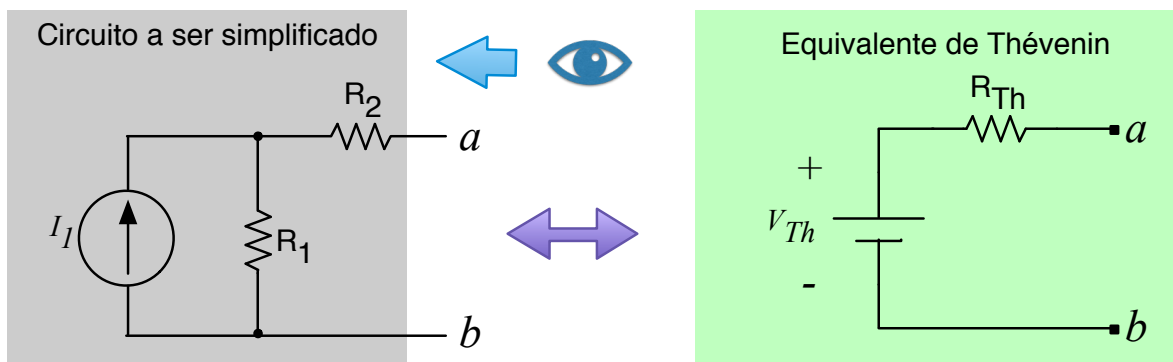 Circuito a ser simplificado
R2
a
I1
R1
b
Equivalente de Thévenin
RTh
a
+
VTh
-
b